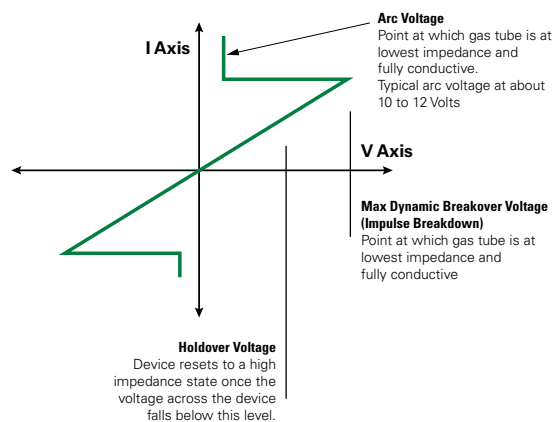 Arc Voltage
Point at which gas tube is at
lowest impedance and
fully conductive.
Typical arc voltage at about
10 to 12 Volts
I Axis
V Axis
Max Dynamic Breakover Voltage
(Impulse Breakdown)
Point at which gas tube is at
lowest impedance and
fully conductive
Holdover Voltage
Device resets to a high
impedance state once the
voltage across the device
falls below this level.